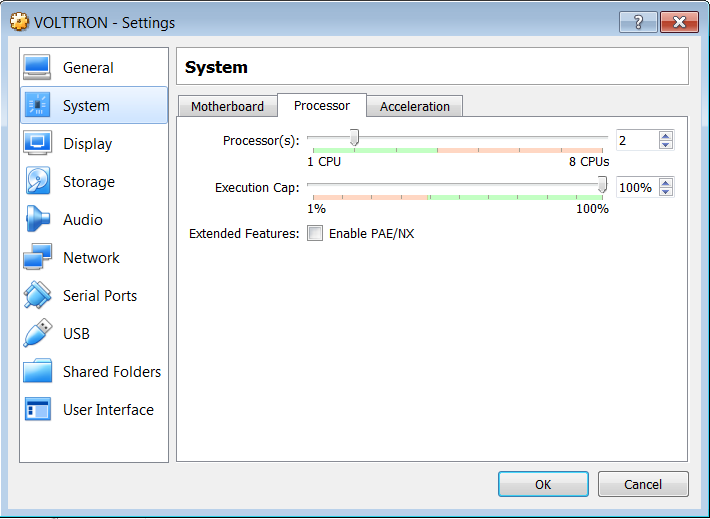 VOLTTRON - Settings
General
System
Display
Storage
Audio
Network
Serial Ports
USB
Shared Folders
User Interface
System
Motherboard Processor Acceleration
Processor(s): 2
1 CPU 8 CPUs
Execution Cap: 100%
1% 100%
Extended Features: Enable PAE/NX
OK Cancel